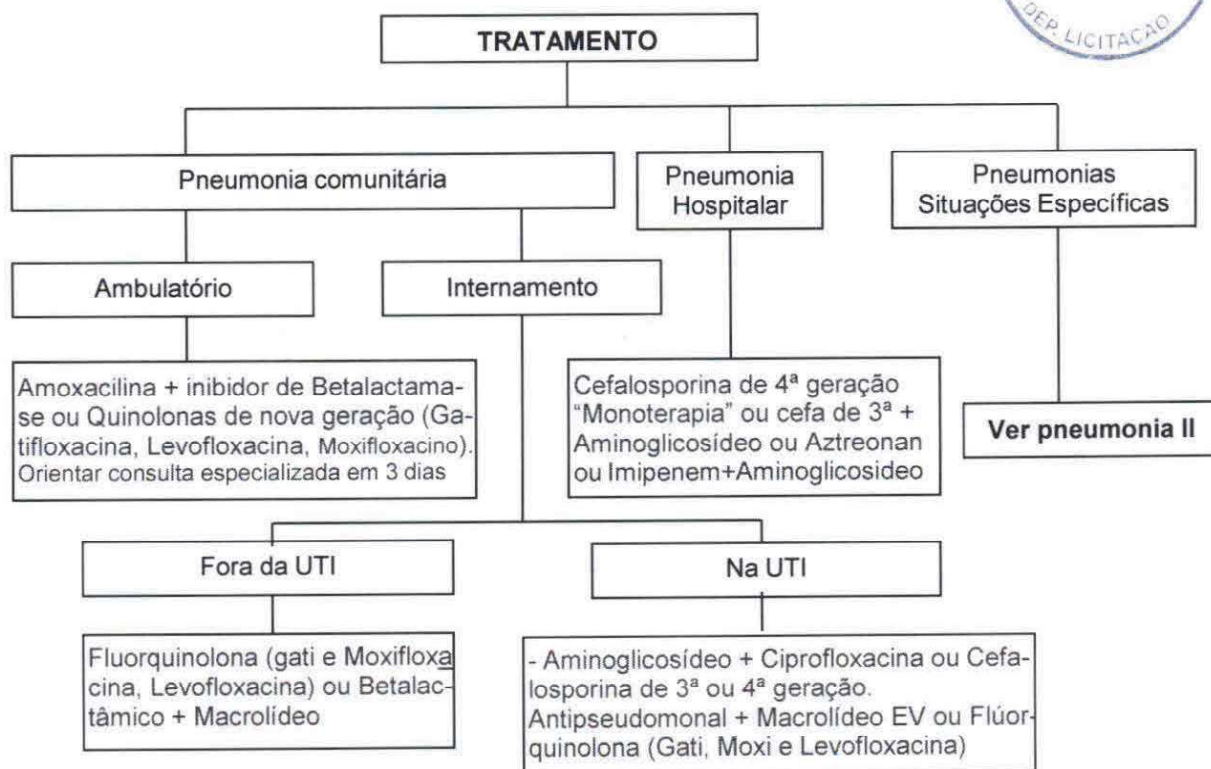 DEP. LICITAÇÃO
TRATAMENTO
Pneumonia comunitária
Pneumonia
Hospitalar
Pneumonias
Situações Específicas
Ambulatório
Internamento
Amoxacilina + inibidor de Betalactama-
se ou Quinolonas de nova geração (Ga-
tifloxacina, Levofloxacina, Moxifloxacino).
Orientar consulta especializada em 3 dias
Cefalosporina de 4ª geração
“Monoterapia” ou cefa de 3ª +
Aminoglicosídeo ou Aztreonan
ou Imipenem+Aminoglicosideo
Ver pneumonia II
Fora da UTI
Na UTI
Fluorquinolona (gati e Moxifloxa
cina, Levofloxacina) ou Betalac-
tâmico + Macrolídeo
- Aminoglicosídeo + Ciprofloxacina ou Cefa-
losporina de 3ª ou 4ª geração.
Antipseudomonal + Macrolídeo EV ou Flúor-
quinolona (Gati, Moxi e Levofloxacina)